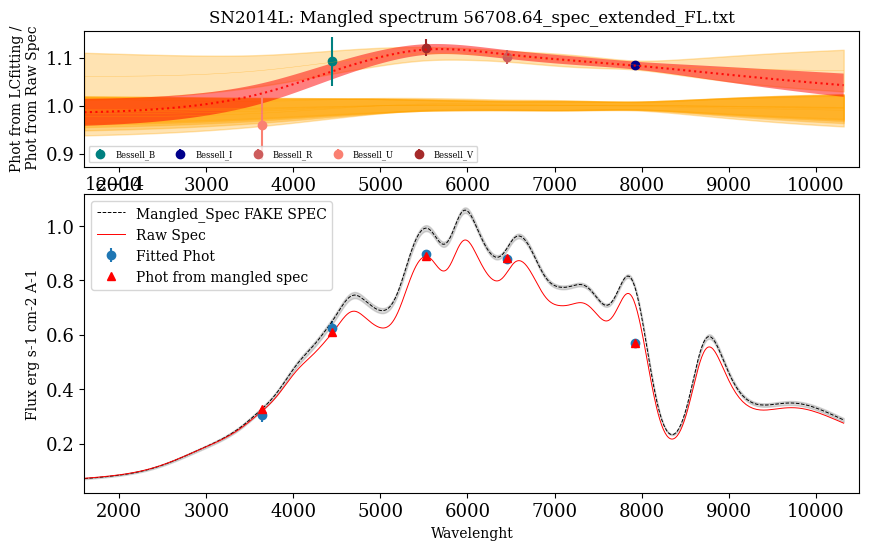 SN2014L: Mangled spectrum 56708.64_spec_extended_FL.txt
Phot from LCfitting /
Phot from Raw Spec
1.1
1.0
0.9
Bessell_B Bessell_I Bessell_R Bessell_U Bessell_V
2000 3000 4000 5000 6000 7000 8000 9000 10000
1e−14
Mangled_Spec FAKE SPEC
Raw Spec
Fitted Phot
Phot from mangled spec
Flux erg s-1 cm-2 A-1
1.0
0.8
0.6
0.4
0.2
2000 3000 4000 5000 6000 7000 8000 9000 10000
Wavelenght